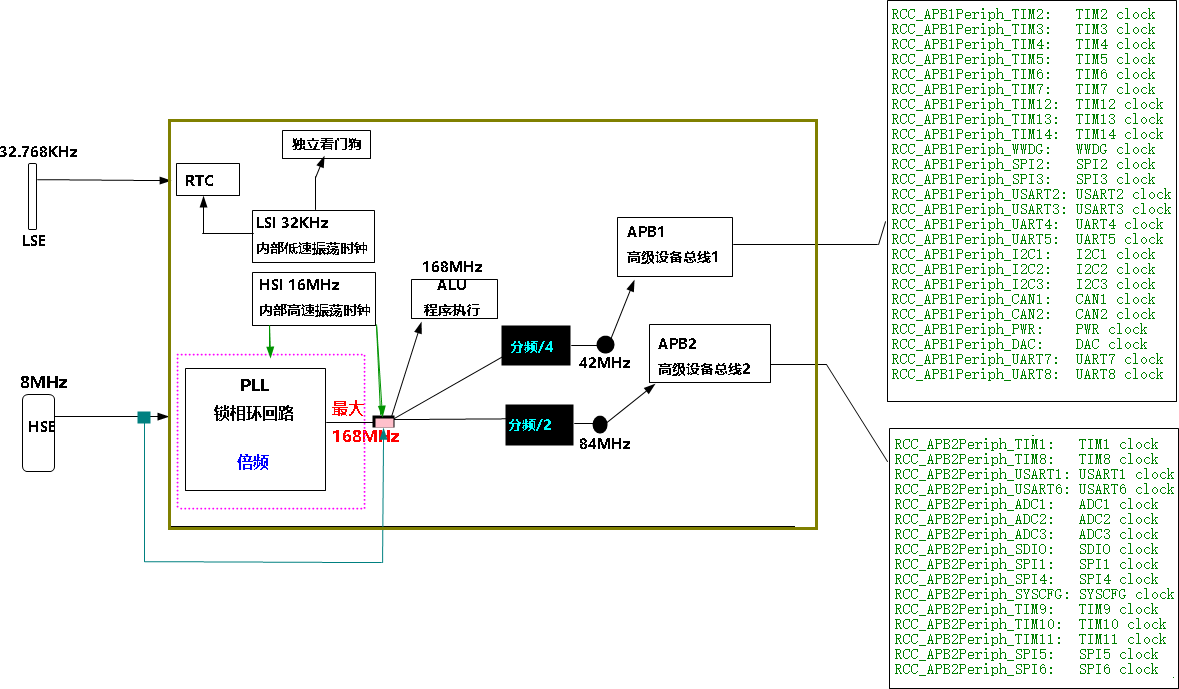 32.768KHz
LSE
8MHz
HSE
独立看门狗
RTC
LSI 32KHz
内部低速振荡时钟
HSI 16MHz
内部高速振荡时钟
PLL
锁相环回路
倍频
最大
168MHz
168MHz
ALU
程序执行
分频/4
42MHz
分频/2
84MHz
APB1
高级设备总线1
APB2
高级设备总线2
RCC_APB1Periph_TIM2: TIM2 clock
RCC_APB1Periph_TIM3: TIM3 clock
RCC_APB1Periph_TIM4: TIM4 clock
RCC_APB1Periph_TIM5: TIM5 clock
RCC_APB1Periph_TIM6: TIM6 clock
RCC_APB1Periph_TIM7: TIM7 clock
RCC_APB1Periph_TIM12: TIM12 clock
RCC_APB1Periph_TIM13: TIM13 clock
RCC_APB1Periph_TIM14: TIM14 clock
RCC_APB1Periph_WWDG: WWDG clock
RCC_APB1Periph_SPI2: SPI2 clock
RCC_APB1Periph_SPI3: SPI3 clock
RCC_APB1Periph_USART2: USART2 clock
RCC_APB1Periph_USART3: USART3 clock
RCC_APB1Periph_UART4: UART4 clock
RCC_APB1Periph_UART5: UART5 clock
RCC_APB1Periph_I2C1: I2C1 clock
RCC_APB1Periph_I2C2: I2C2 clock
RCC_APB1Periph_I2C3: I2C3 clock
RCC_APB1Periph_CAN1: CAN1 clock
RCC_APB1Periph_CAN2: CAN2 clock
RCC_APB1Periph_PWR: PWR clock
RCC_APB1Periph_DAC: DAC clock
RCC_APB1Periph_UART7: UART7 clock
RCC_APB1Periph_UART8: UART8 clock
RCC_APB2Periph_TIM1: TIM1 clock
RCC_APB2Periph_TIM8: TIM8 clock
RCC_APB2Periph_USART1: USART1 clock
RCC_APB2Periph_USART6: USART6 clock
RCC_APB2Periph_ADC1: ADC1 clock
RCC_APB2Periph_ADC2: ADC2 clock
RCC_APB2Periph_ADC3: ADC3 clock
RCC_APB2Periph_SDIO: SDIO clock
RCC_APB2Periph_SPI1: SPI1 clock
RCC_APB2Periph_SPI4: SPI4 clock
RCC_APB2Periph_SYSCFG: SYSCFG clock
RCC_APB2Periph_TIM9: TIM9 clock
RCC_APB2Periph_TIM10: TIM10 clock
RCC_APB2Periph_TIM11: TIM11 clock
RCC_APB2Periph_SPI5: SPI5 clock
RCC_APB2Periph_SPI6: SPI6 clock